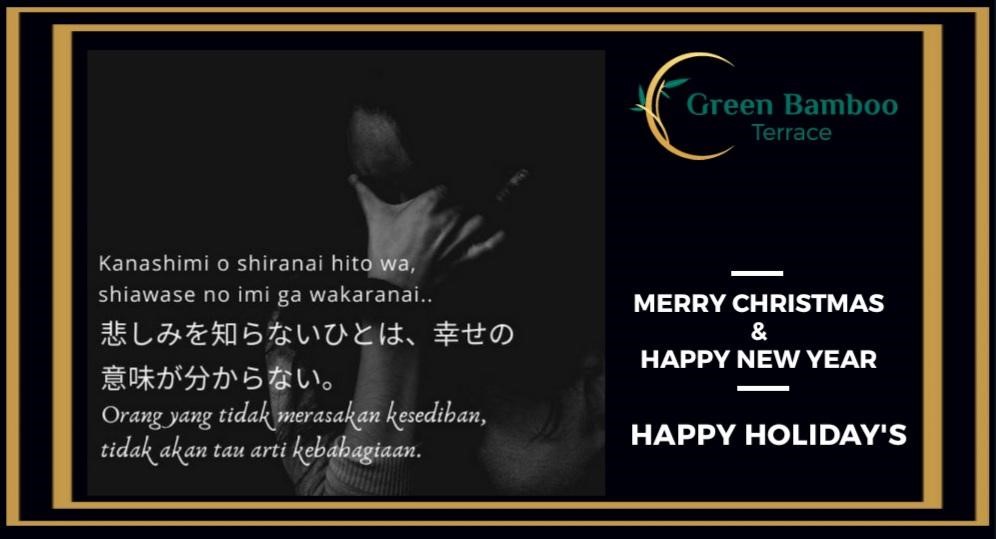 Kanashimi o shiranai hito wa,
shiawase no imi ga wakaranai..
悲しみを知らないひとは、幸せの
意味が分からない。
Orang yang tidak merasakan kesedihan,
tidak akan tau arti kebahagiaan.
Green Bamboo
Terrace
MERRY CHRISTMAS
&
HAPPY NEW YEAR
HAPPY HOLIDAY'S